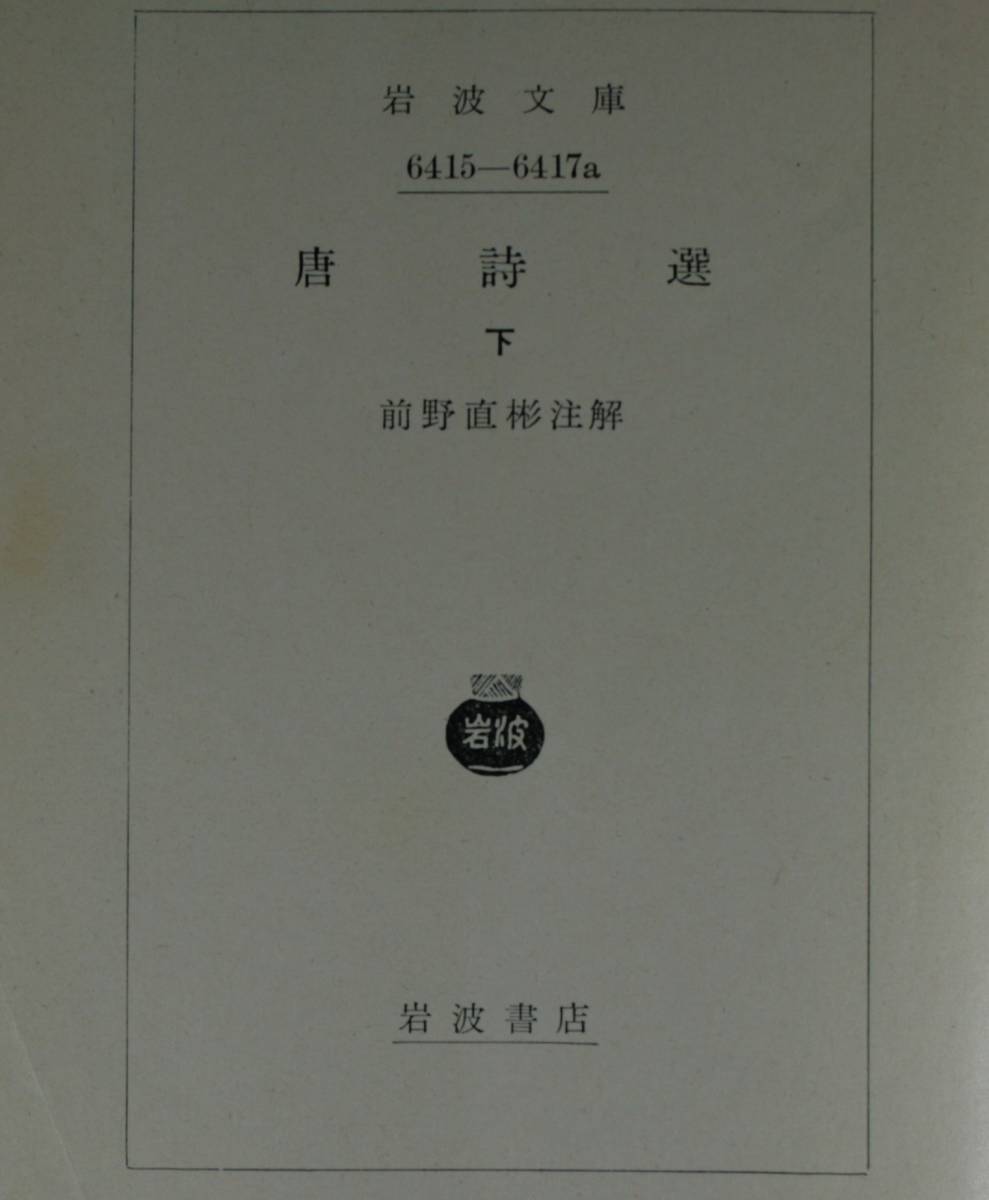 岩波文庫
6415—6417a
唐詩選
下
前野直彬注解
岩波
岩波書店